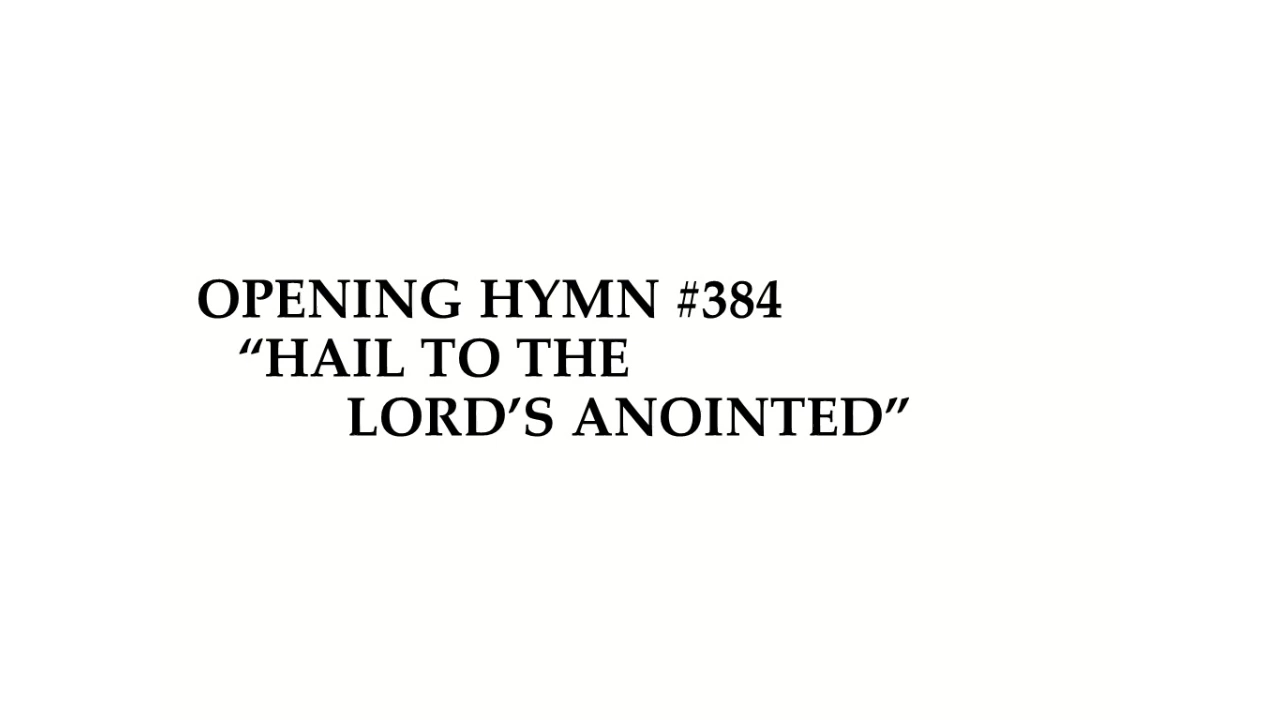 OPENING HYMN #384
“HAIL TO THE
LORD’S ANOINTED”